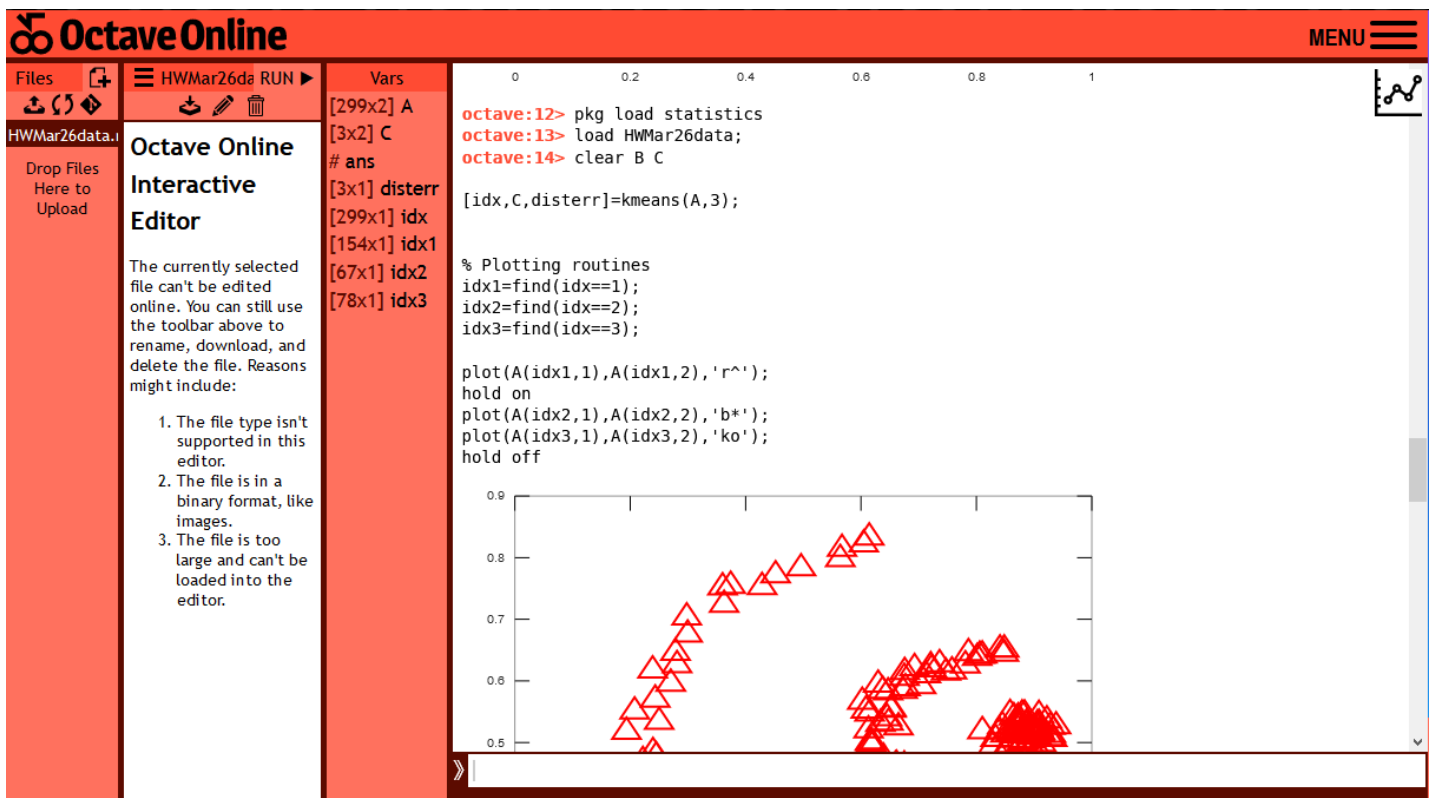 Octave Online
MENU
Files
HWMar26data.
Drop Files
Here to
Upload
HWMar26da RUN
Octave Online
Interactive
Editor
The currently selected
file can't be edited
online. You can still use
the toolbar above to
rename, download, and
delete the file. Reasons
might include:
1. The file type isn't
supported in this
editor.
2. The file is in a
binary format, like
images.
3. The file is too
large and can't be
loaded into the
editor.
Vars
[299x2] A
[3x2] C
# ans
[3x1] disterr
[299x1] idx
[154x1] idx1
[67x1] idx2
[78x1] idx3
0 0.2 0.4 0.6 0.8 1
octave:12> pkg load statistics
octave:13> load HWMar26data;
octave:14> clear B C
[idx,C,disterr]=kmeans(A,3);
% Plotting routines
idx1=find(idx==1);
idx2=find(idx==2);
idx3=find(idx==3);
plot(A(idx1,1),A(idx1,2),'r^');
hold on
plot(A(idx2,1),A(idx2,2),'b*');
plot(A(idx3,1),A(idx3,2),'ko');
hold off
0.9
0.8
0.7
0.6
0.5